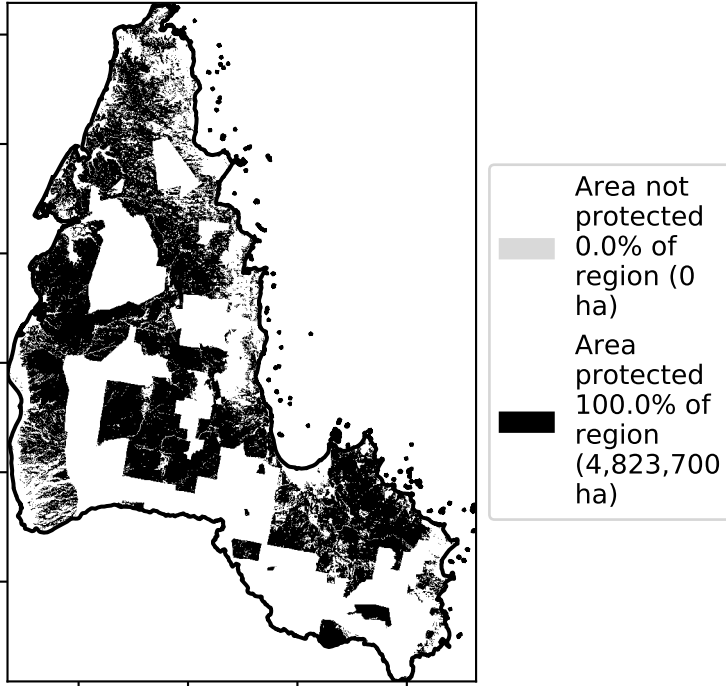 Area not
protected
0.0% of
region (0
ha)
Area
protected
100.0% of
region
(4,823,700
ha)